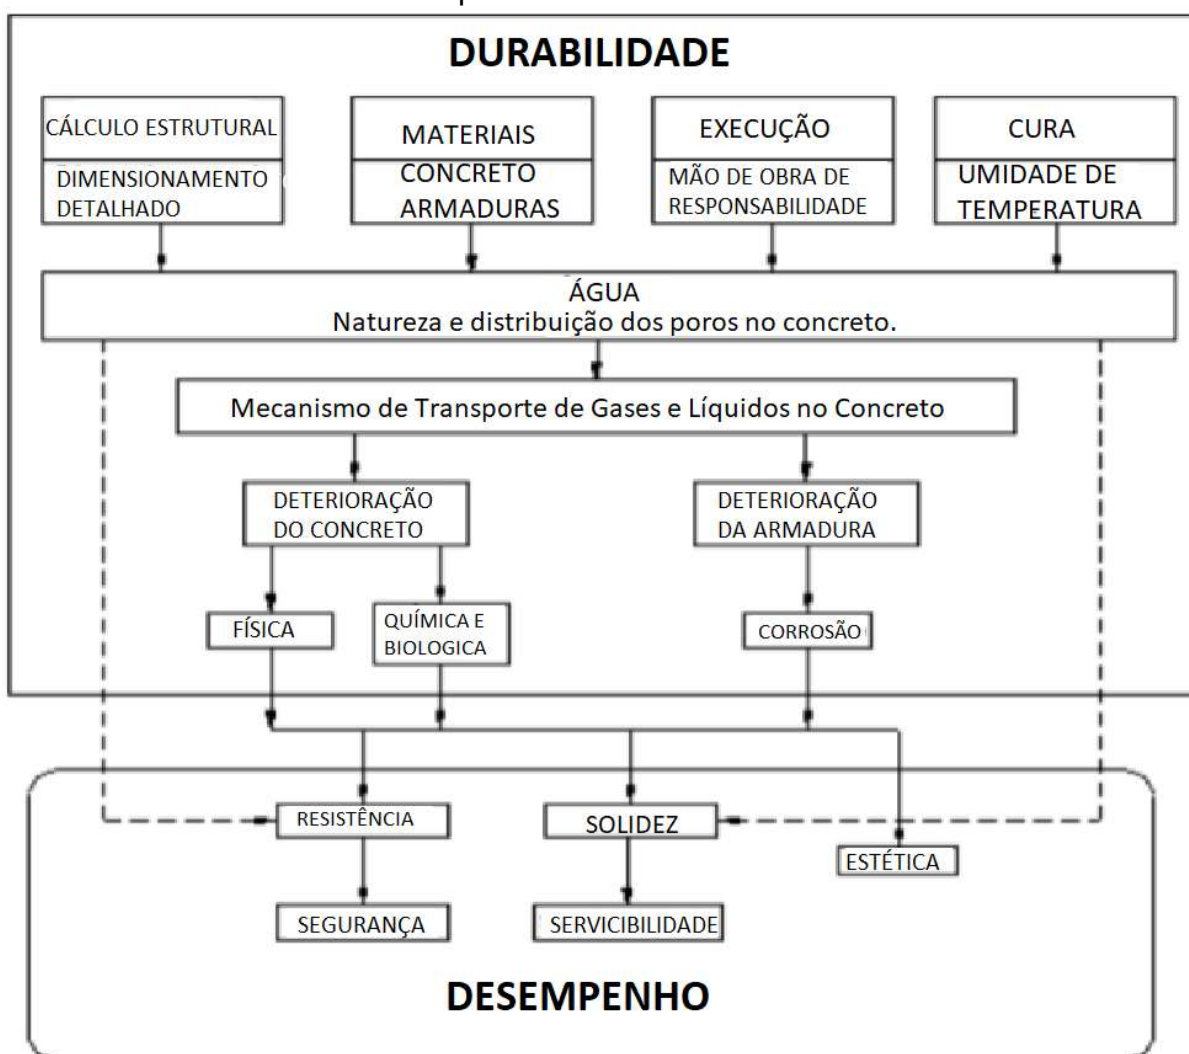 DURABILIDADE
CÁLCULO ESTRUTURAL
DIMENSIONAMENTO
DETALHADO
MATERIAIS
CONCRETO
ARMADURAS
EXECUÇÃO
MÃO DE OBRA DE
RESPONSABILIDADE
CURA
UMIDADE DE
TEMPERATURA
ÁGUA
Natureza e distribuição dos poros no concreto.
Mecanismo de Transporte de Gases e Líquidos no Concreto
DETERIORAÇÃO
DO CONCRETO
DETERIORAÇÃO
DA ARMADURA
FÍSICA
QUÍMICA E
BIOLOGICA
CORROSÃO
RESISTÊNCIA
SOLIDEZ
ESTÉTICA
SEGURANÇA
SERVICIBILIDADE
DESEMPENHO